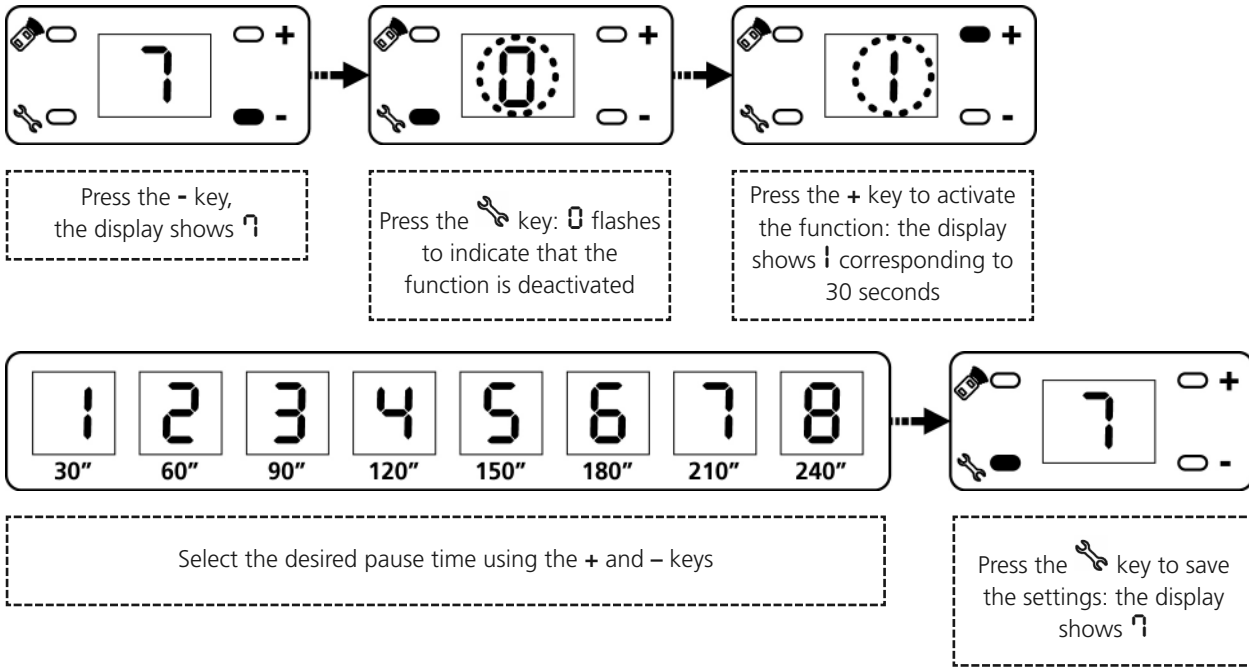 7
+
-
0
+
-
1
+
-
Press the - key,
the display shows 7
Press the key: 0 flashes
to indicate that the
function is deactivated
Press the + key to activate
the function: the display
shows 1 corresponding to
30 seconds
1 2 3 4 5 6 7 8
30” 60” 90” 120” 150” 180” 210” 240”
7
+
-
Select the desired pause time using the + and – keys
Press the key to save
the settings: the display
shows 7